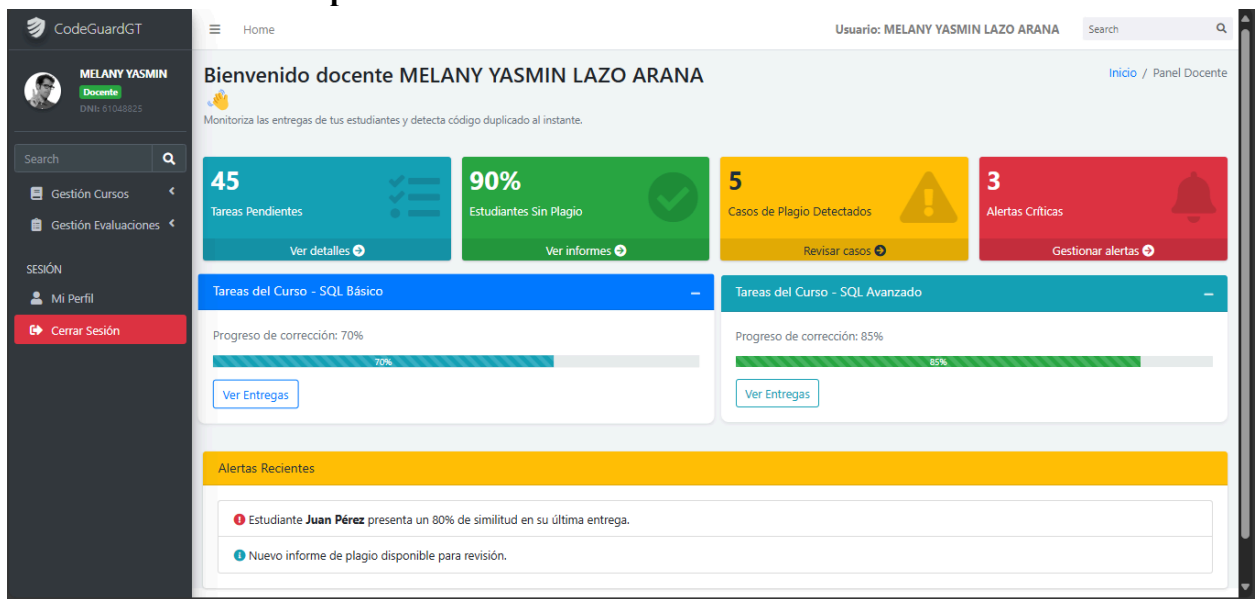 CodeGuardGT
Home
Usuario: MELANY YASMIN LAZO ARANA
Search
MELANY YASMIN
Docente
DNI: 61048825
Search
Gestión Cursos
Gestión Evaluaciones
SESIÓN
Mi Perfil
Cerrar Sesión
Bienvenido docente MELANY YASMIN LAZO ARANA
Inicio / Panel Docente
Monitoriza las entregas de tus estudiantes y detecta código duplicado al instante.
45
Tareas Pendientes
Ver detalles
90%
Estudiantes Sin Plagio
Ver informes
5
Casos de Plagio Detectados
Revisar casos
3
Alertas Críticas
Gestionar alertas
Tareas del Curso - SQL Básico
Progreso de corrección: 70%
70%
Ver Entregas
Tareas del Curso - SQL Avanzado
Progreso de corrección: 85%
85%
Ver Entregas
Alertas Recientes
Estudiante Juan Pérez presenta un 80% de similitud en su última entrega.
Nuevo informe de plagio disponible para revisión.